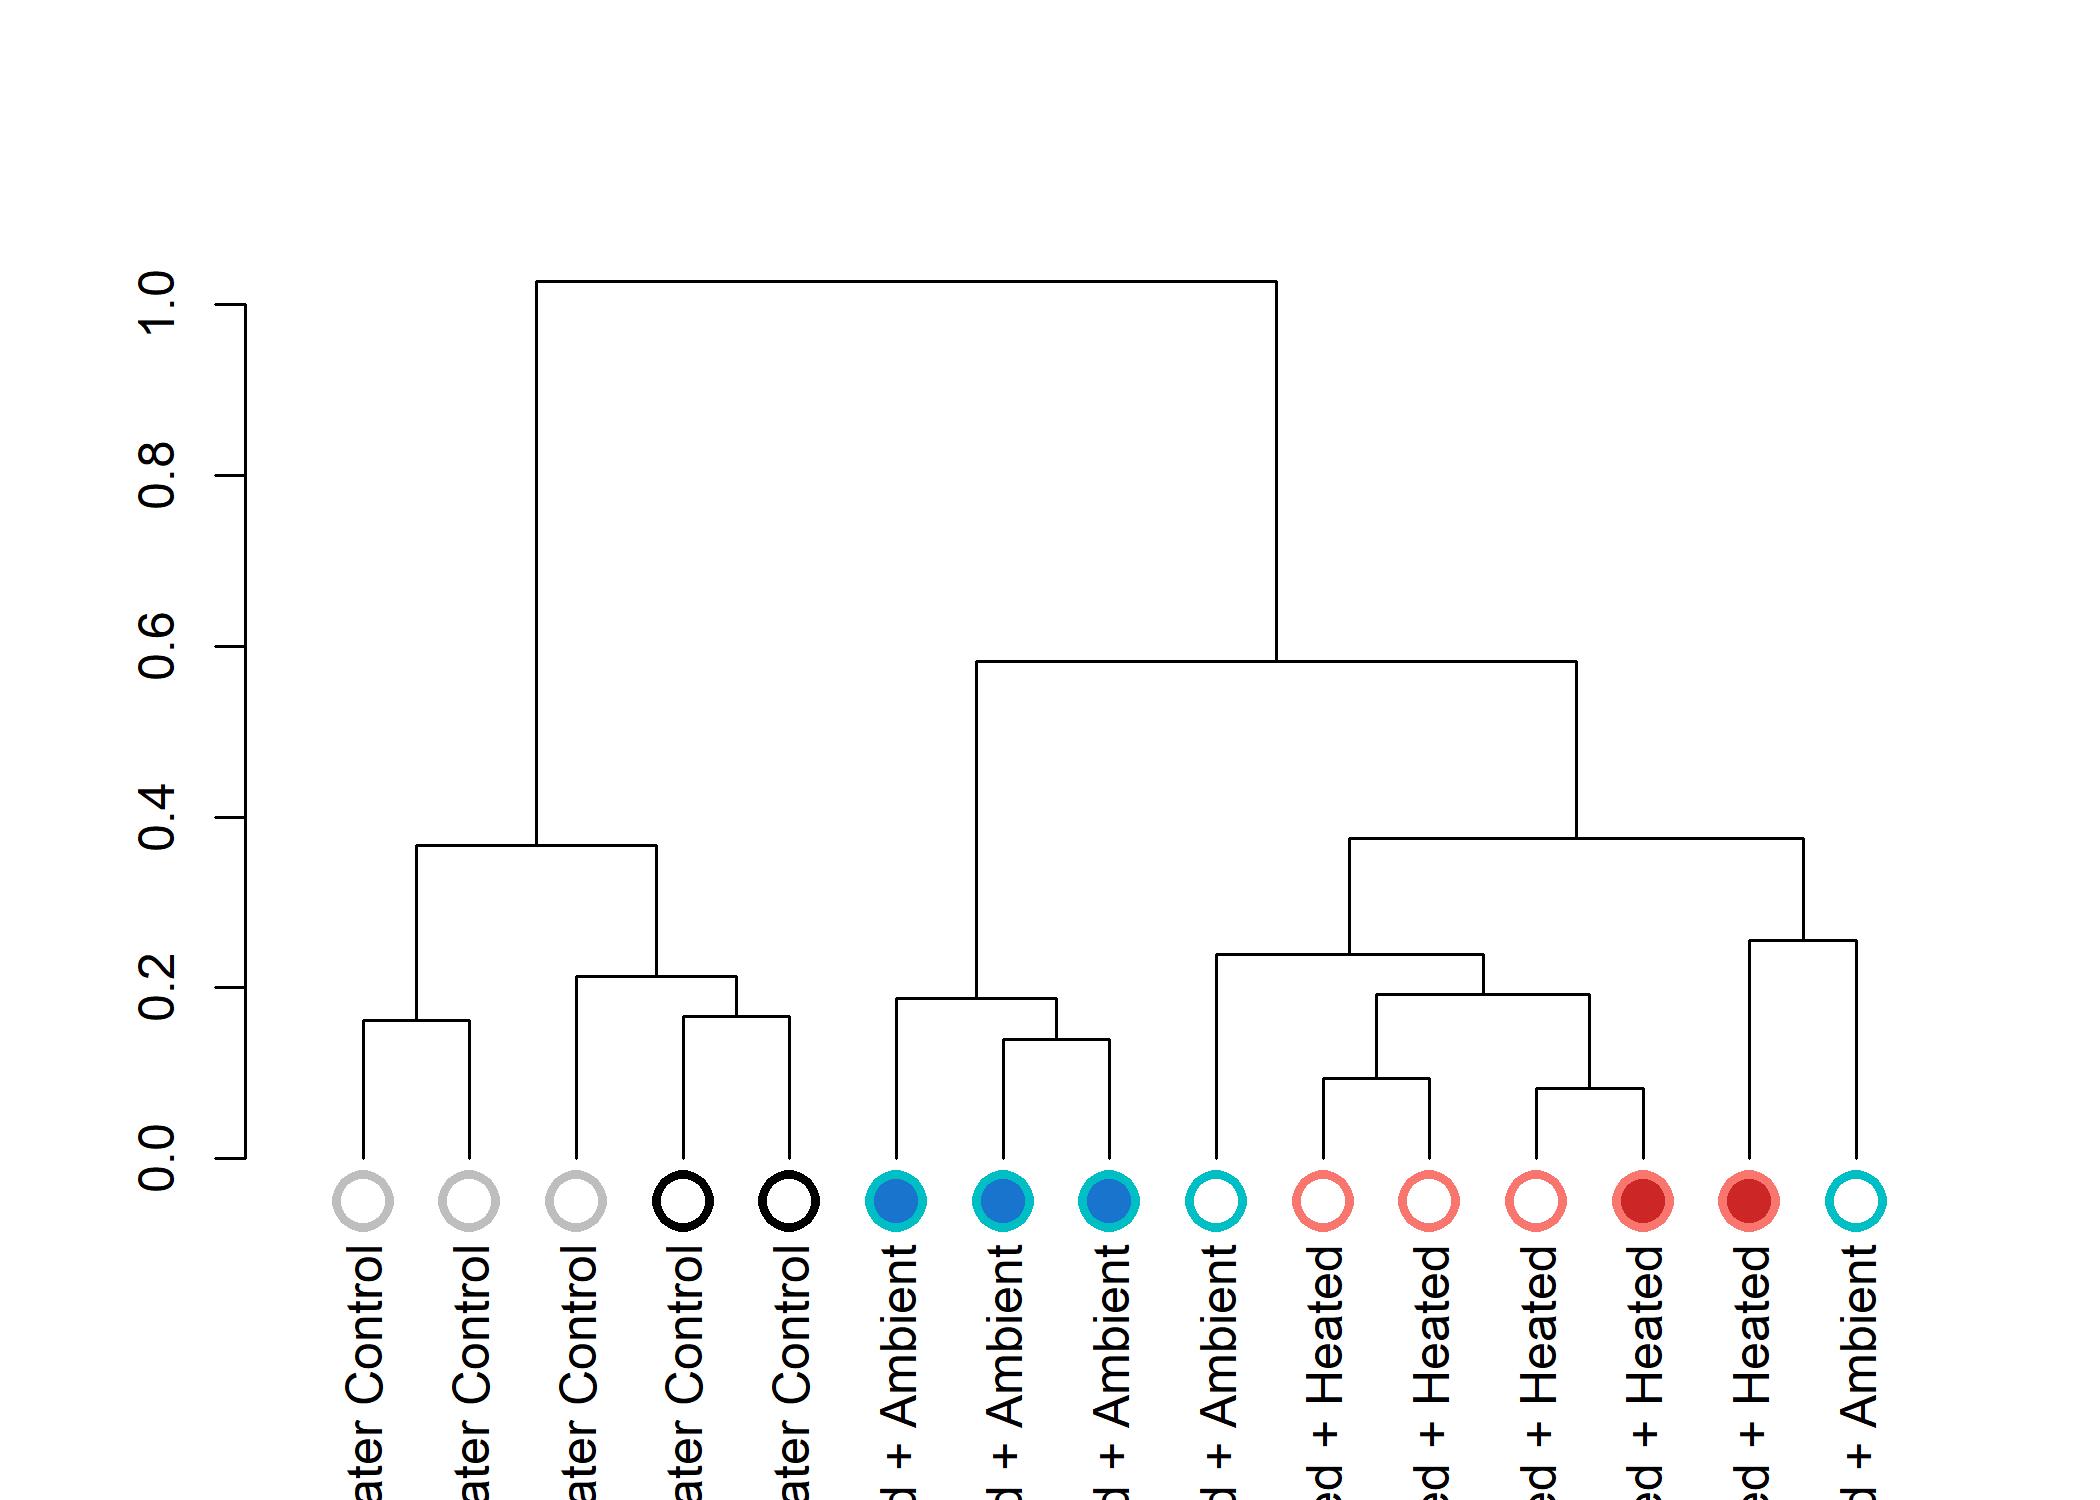 1.0
0.8
0.6
0.4
0.2
0.0
ater Control
ater Control
ater Control
ater Control
ater Control
d + Ambient
d + Ambient
d + Ambient
d + Ambient
ed + Heated
ed + Heated
ed + Heated
ed + Heated
ed + Heated
d + Ambient